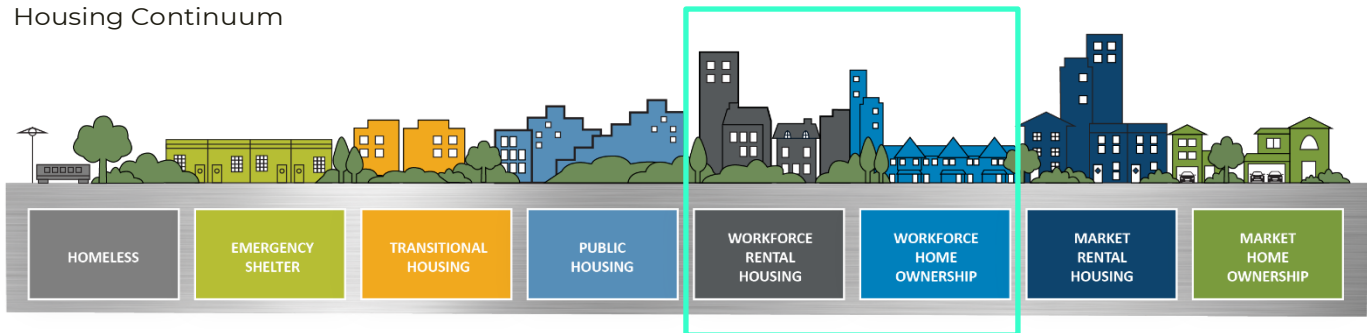 Housing Continuum
HOMELESS
EMERGENCY
SHELTER
TRANSITIONAL
HOUSING
PUBLIC
HOUSING
WORKFORCE
RENTAL
HOUSING
WORKFORCE
HOME
OWNERSHIP
MARKET
RENTAL
HOUSING
MARKET
HOME
OWNERSHIP